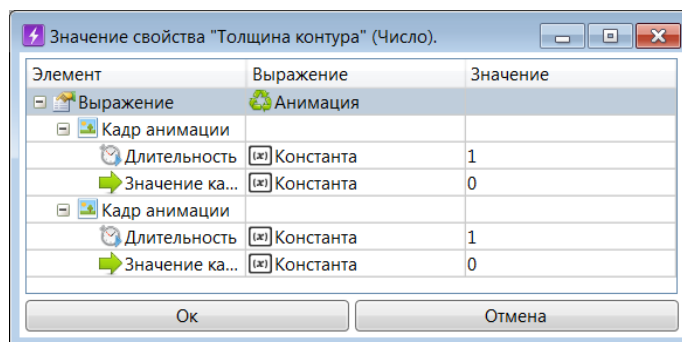 Значение свойства "Толщина контура" (Число).
Элемент Выражение Значение
Выражение Анимация
Кадр анимации
Длительность (x) Константа 1
Значение ка... (x) Константа 0
Кадр анимации
Длительность (x) Константа 1
Значение ка... (x) Константа 0
Ок Отмена